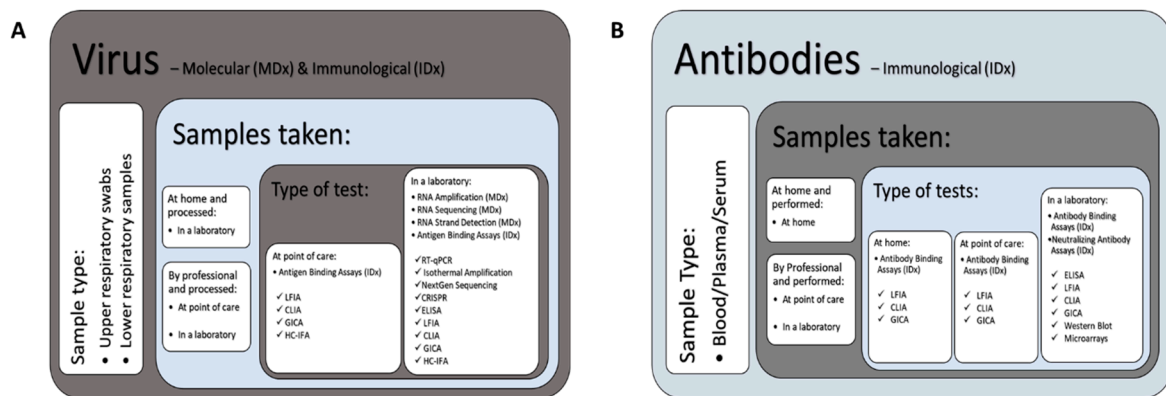 A
Virus – Molecular (MDx) & Immunological (IDx)
Sample type:
• Upper respiratory swabs
• Lower respiratory samples
Samples taken:
At home and
processed:
• In a laboratory
By professional
and processed:
• At point of care
• In a laboratory
Type of test:
At point of care:
• Antigen Binding Assays (IDx)
✓ LFIA
✓ CLIA
✓ GICA
✓ HC-IFA
In a laboratory:
• RNA Amplification (MDx)
• RNA Sequencing (MDx)
• RNA Strand Detection (MDx)
• Antigen Binding Assays (IDx)
✓RT-qPCR
✓Isothermal Amplification
✓NextGen Sequencing
✓CRISPR
✓ELISA
✓ LFIA
✓ CLIA
✓ GICA
✓ HC-IFA
B
Antibodies – Immunological (IDx)
Sample Type:
• Blood/Plasma/Serum
Samples taken:
At home and
performed:
• At home
By Professional
and performed:
• At point of care
• In a laboratory
Type of tests:
At home:
• Antibody Binding
Assays (IDx)
✓ LFIA
✓ CLIA
✓ GICA
At point of care:
• Antibody Binding
Assays (IDx)
✓ LFIA
✓ CLIA
✓ GICA
In a laboratory:
• Antibody Binding
Assays (IDx)
•Neutralizing Antibody
Assays (IDx)
✓ ELISA
✓ LFIA
✓ CLIA
✓ GICA
✓ Western Blot
✓ Microarrays